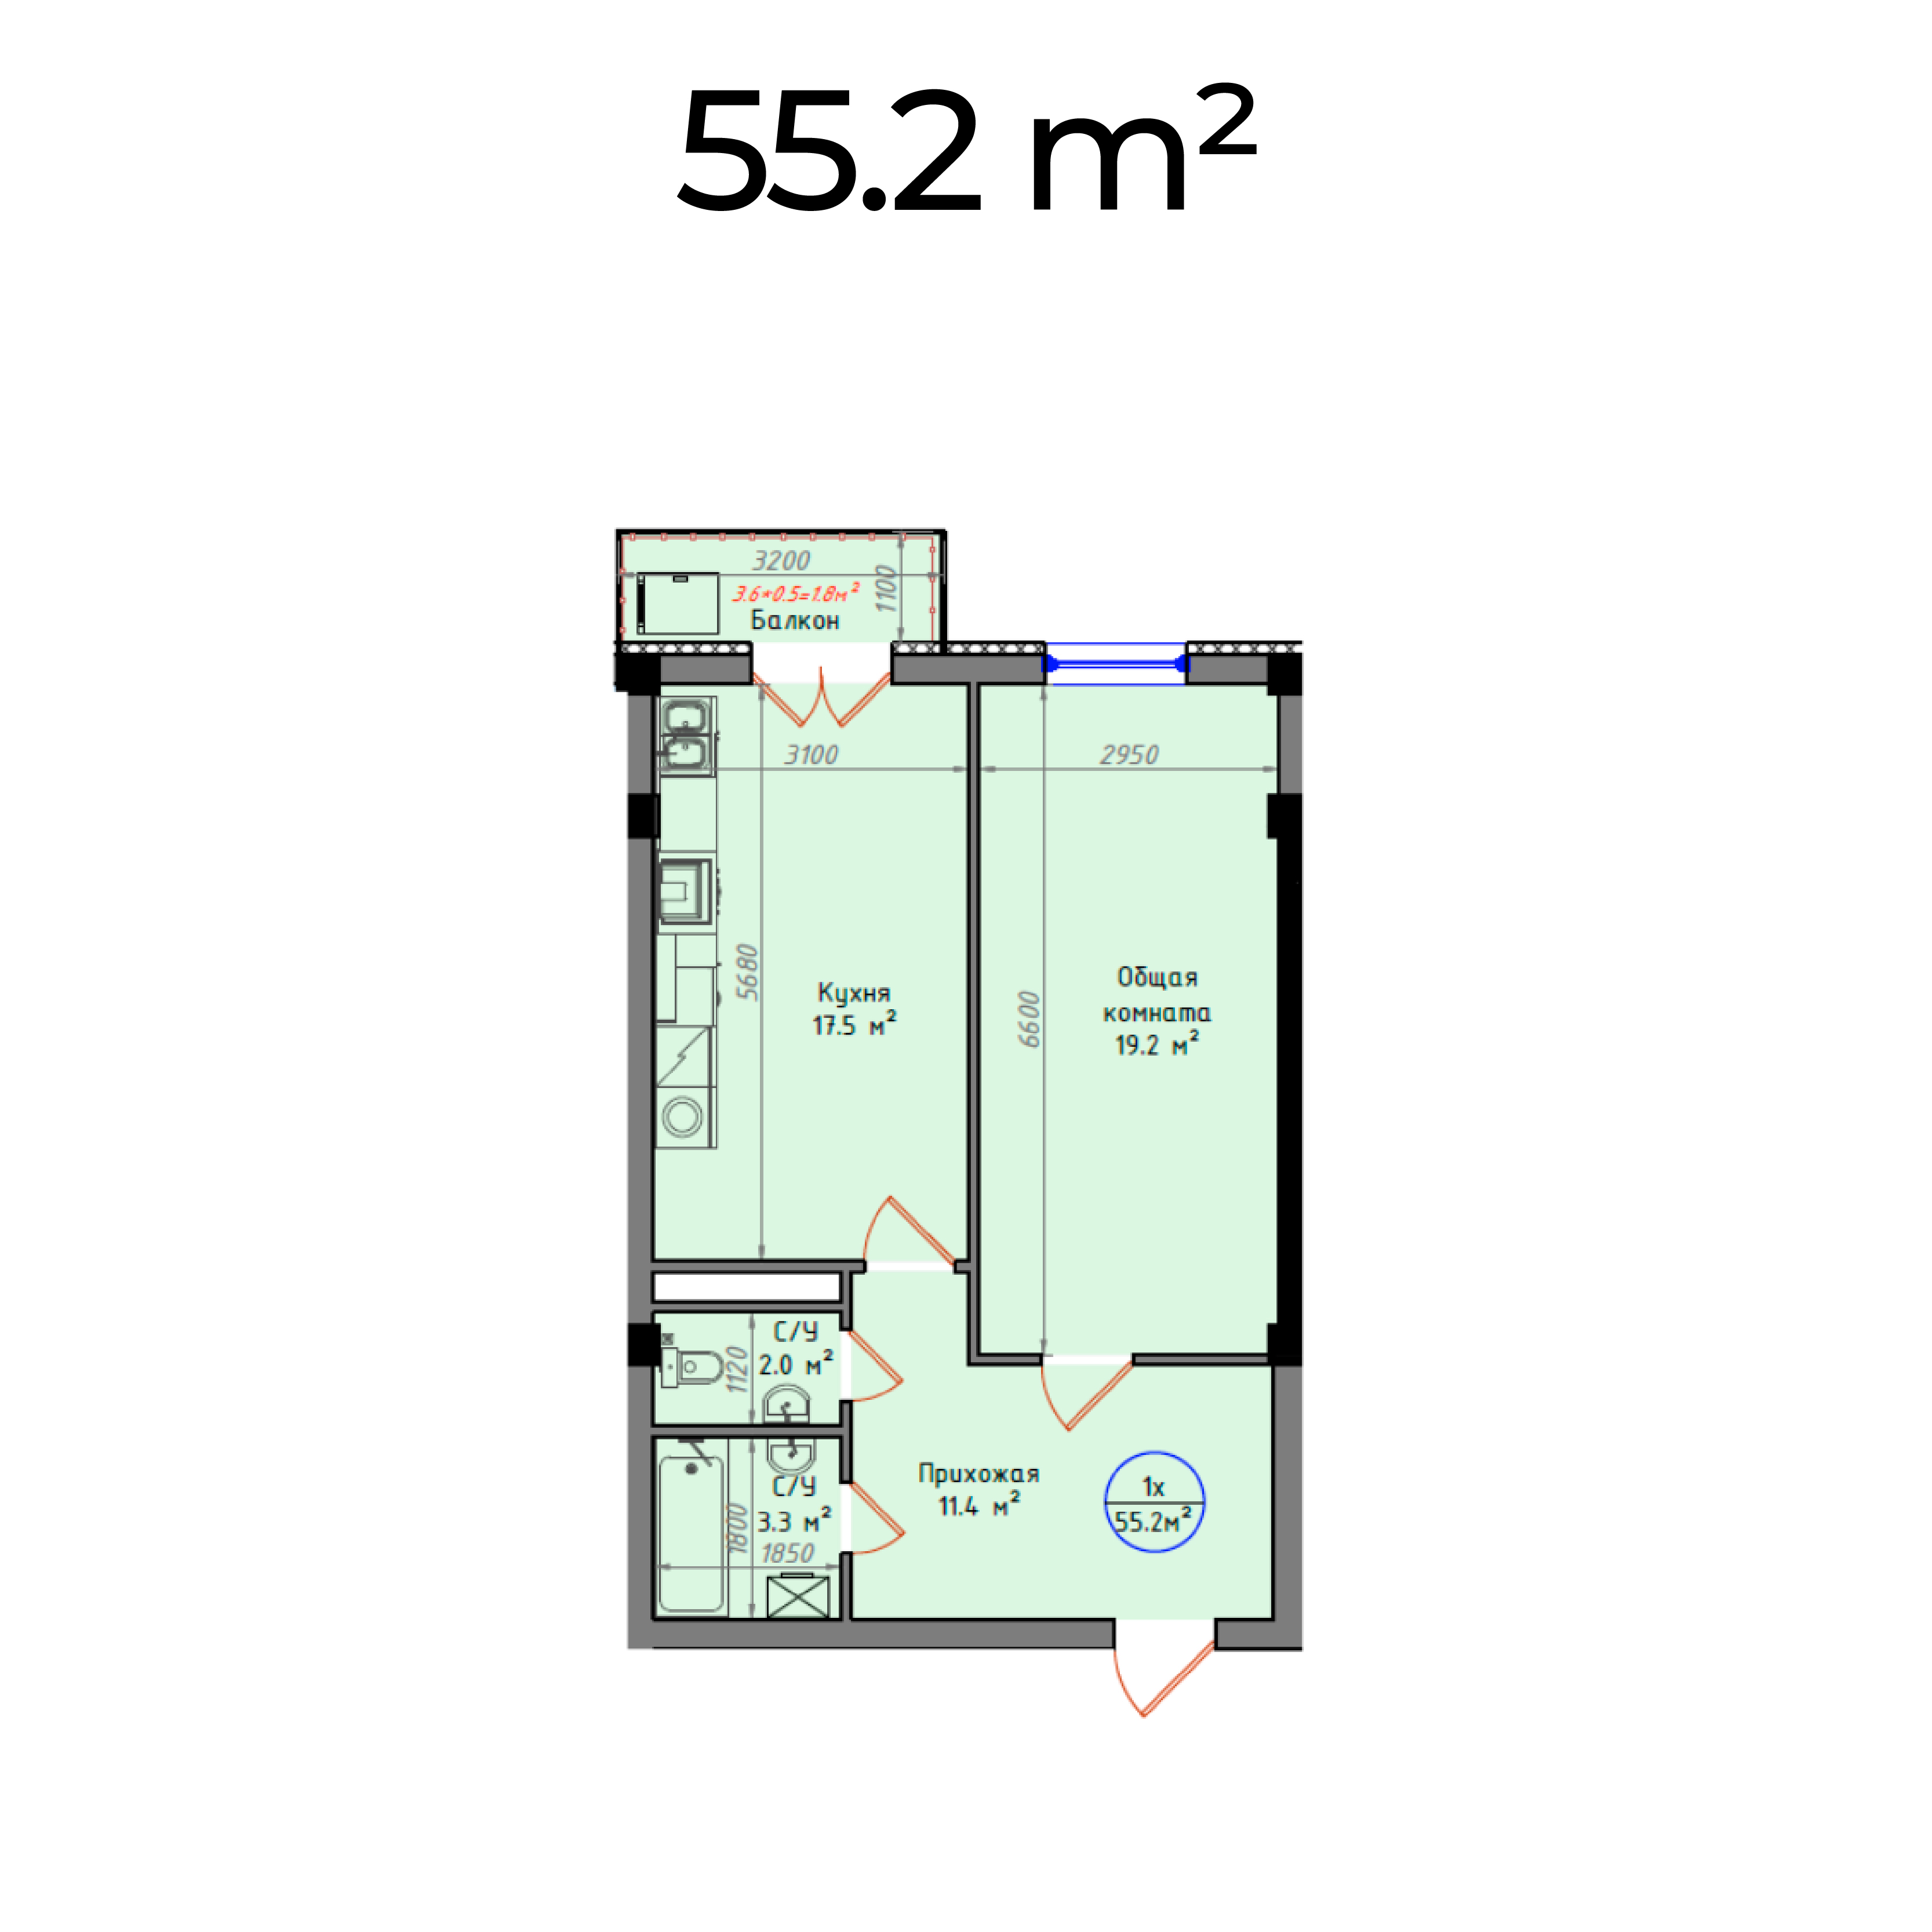 55.2 m²
3200
1100
3.6*0.5=1.8м²
Балкон
3100
2950
5680
Кухня
17.5 м²
6600
Общая
комната
19.2 м²
С/У
2.0 м²
1120
С/У
3.3 м²
1800
1850
Прихожая
11.4 м²
1х
55.2м²